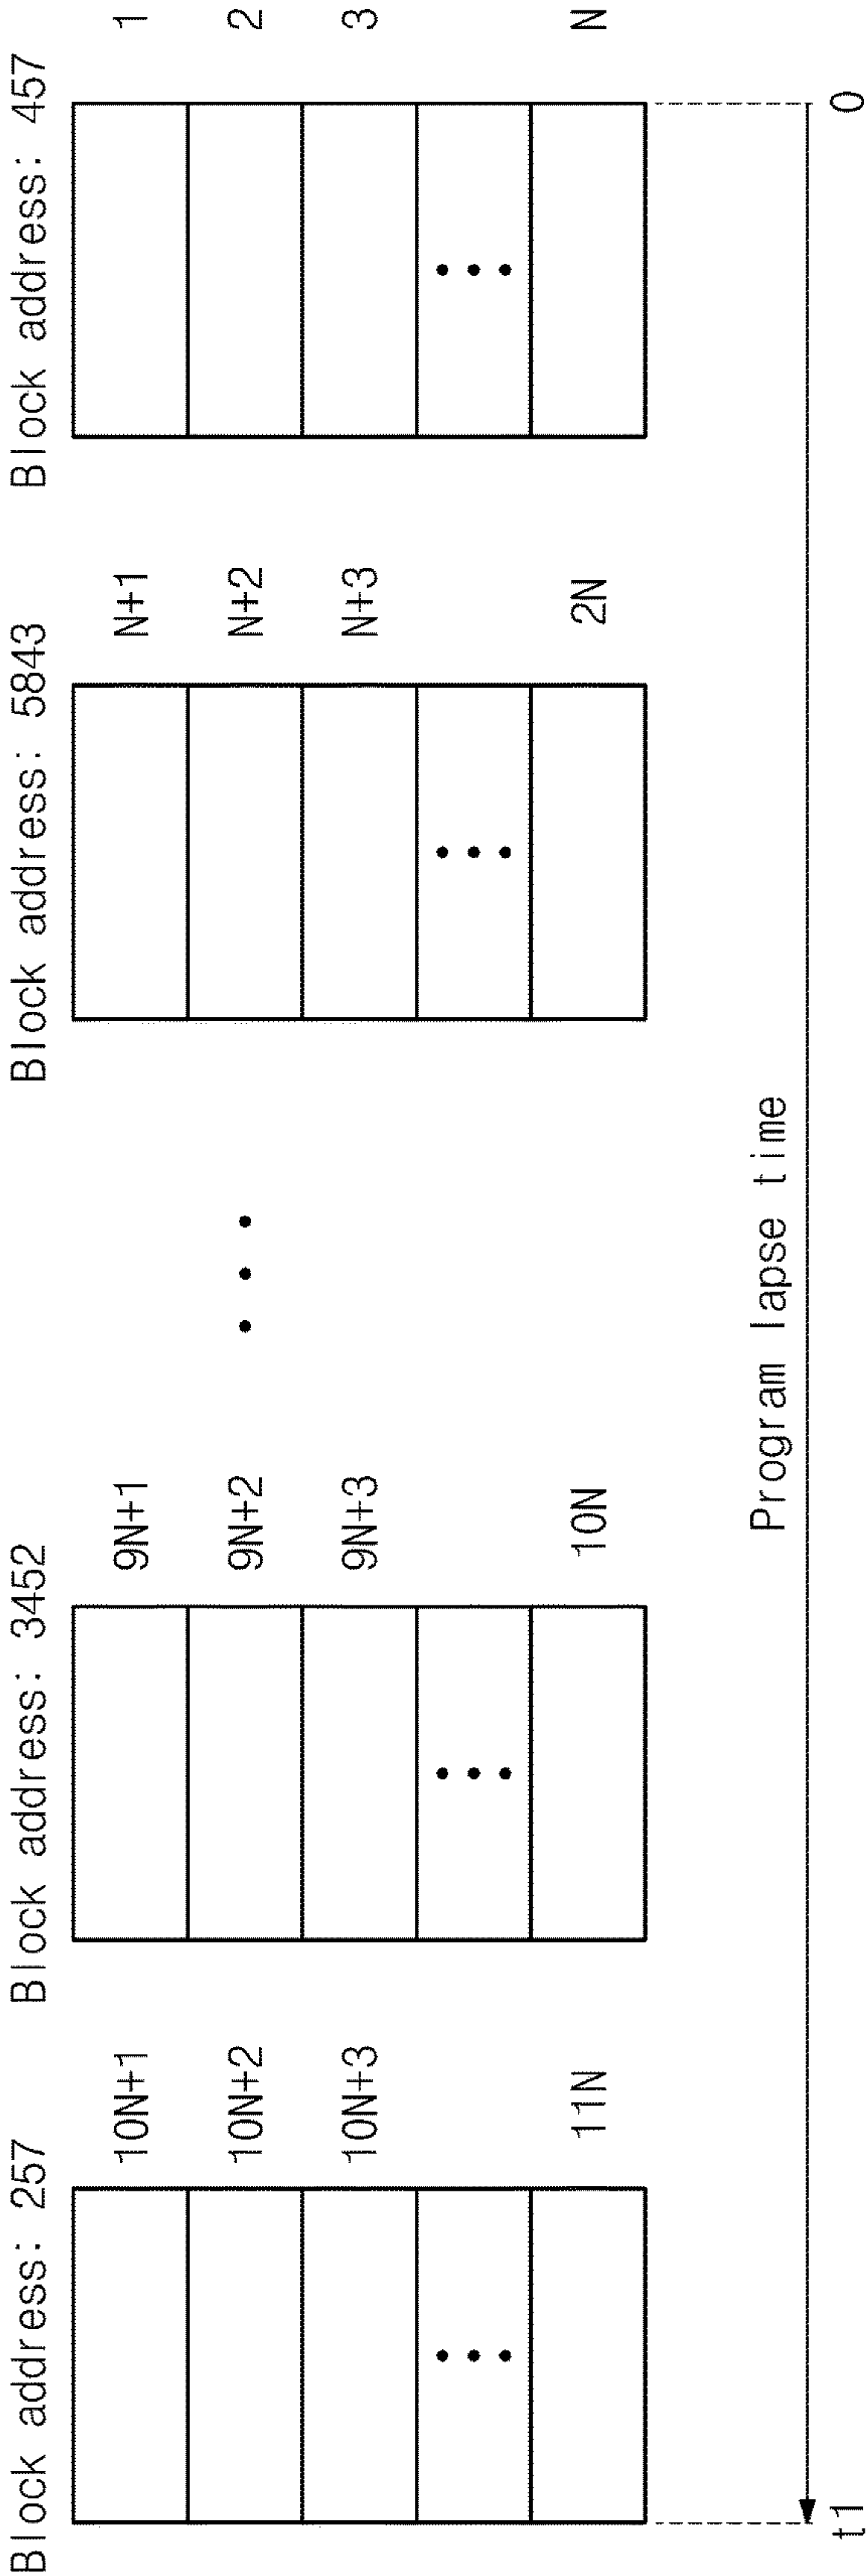 Block address: 257
10N+1
10N+2
10N+3
11N
Block address: 3452
9N+1
9N+2
9N+3
10N
Block address: 5843
N+1
N+2
N+3
2N
Block address: 457
1
2
3
N
Program lapse time
t1
0